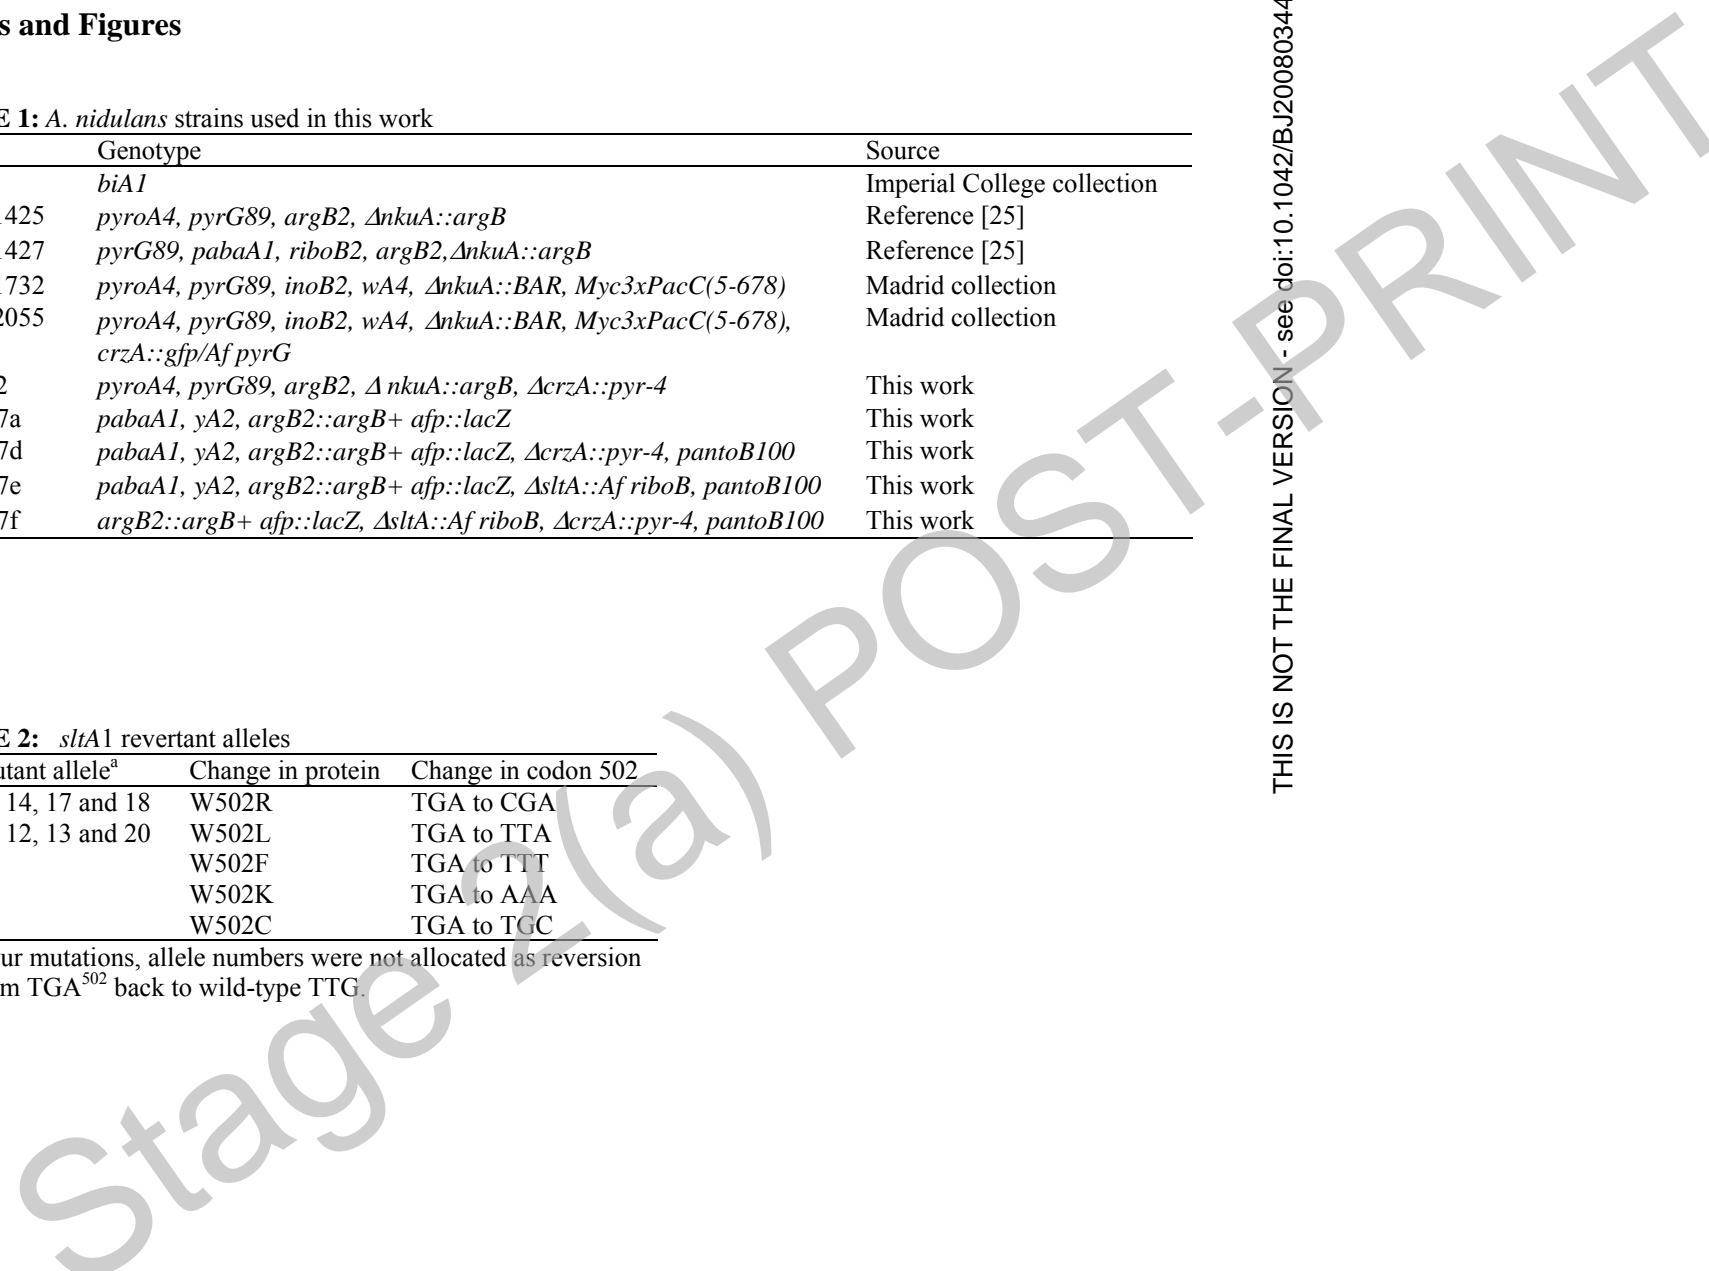 s and Figures
E 1: A. nidulans strains used in this work
Genotype Source
biA1 Imperial College collection
1425 pyroA4, pyrG89, argB2, ΔnkuA::argB Reference [25]
1427 pyrG89, pabaA1, riboB2, argB2,ΔnkuA::argB Reference [25]
1732 pyroA4, pyrG89, inoB2, wA4, ΔnkuA::BAR, Myc3xPacC(5-678) Madrid collection
2055 pyroA4, pyrG89, inoB2, wA4, ΔnkuA::BAR, Myc3xPacC(5-678), Madrid collection
crzA::gfp/Af pyrG
2 pyroA4, pyrG89, argB2, Δ nkuA::argB, ΔcrzA::pyr-4 This work
7a pabaA1, yA2, argB2::argB+ afp::lacZ This work
7d pabaA1, yA2, argB2::argB+ afp::lacZ, ΔcrzA::pyr-4, pantoB100 This work
7e pabaA1, yA2, argB2::argB+ afp::lacZ, ΔsltA::Af riboB, pantoB100 This work
7f argB2::argB+ afp::lacZ, ΔsltA::Af riboB, ΔcrzA::pyr-4, pantoB100 This work
E 2: sltA1 revertant alleles
utant allele^a Change in protein Change in codon 502
14, 17 and 18 W502R TGA to CGA
12, 13 and 20 W502L TGA to TTA
W502F TGA to TTT
W502K TGA to AAA
W502C TGA to TGC
ur mutations, allele numbers were not allocated as reversion
m TGA^502 back to wild-type TTG.
THIS IS NOT THE FINAL VERSION - see doi:10.1042/BJ20080344
Stage 2(a) POST-PRINT